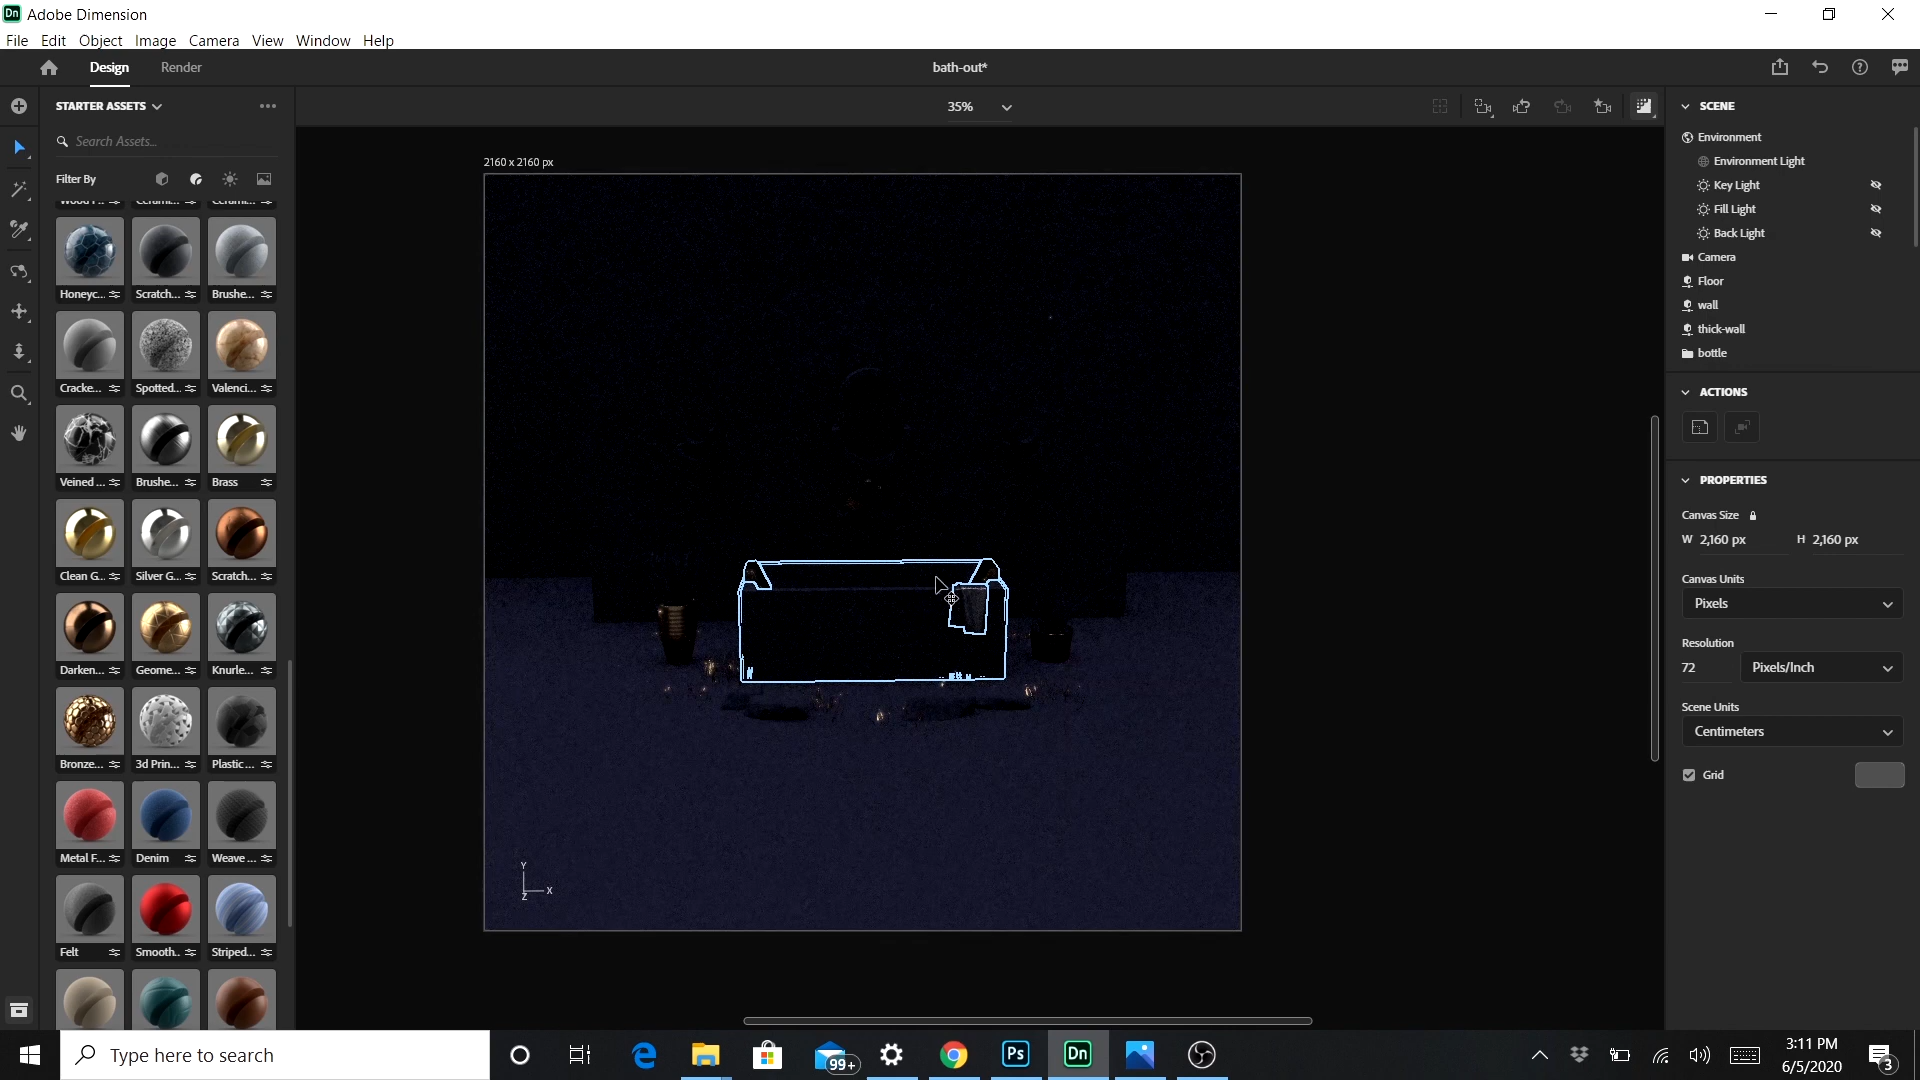 Dn Adobe Dimension
File Edit Object Image Camera View Window Help
Design Render bath-out*
STARTER ASSETS
35%
Search Assets...
Filter By
Honeyc... Scratch... Brushe...
Cracke... Spotted... Valenci...
Veined ... Brushe... Brass
Clean G... Silver G... Scratch...
Darken... Geome... Knurle...
Bronze... 3d Prin... Plastic ...
Metal F... Denim Weave ...
Felt Smooth.. Striped...
2160 x 2160 px
Y
X
Z
SCENE
Environment
Environment Light
Key Light
Fill Light
Back Light
Camera
Floor
wall
thick-wall
bottle
ACTIONS
PROPERTIES
Canvas Size
W 2,160 px H 2,160 px
Canvas Units
Pixels
Resolution
72 Pixels/Inch
Scene Units
Centimeters
Grid
Type here to search
99+
Ps
Dn
3:11 PM
6/5/2020
3